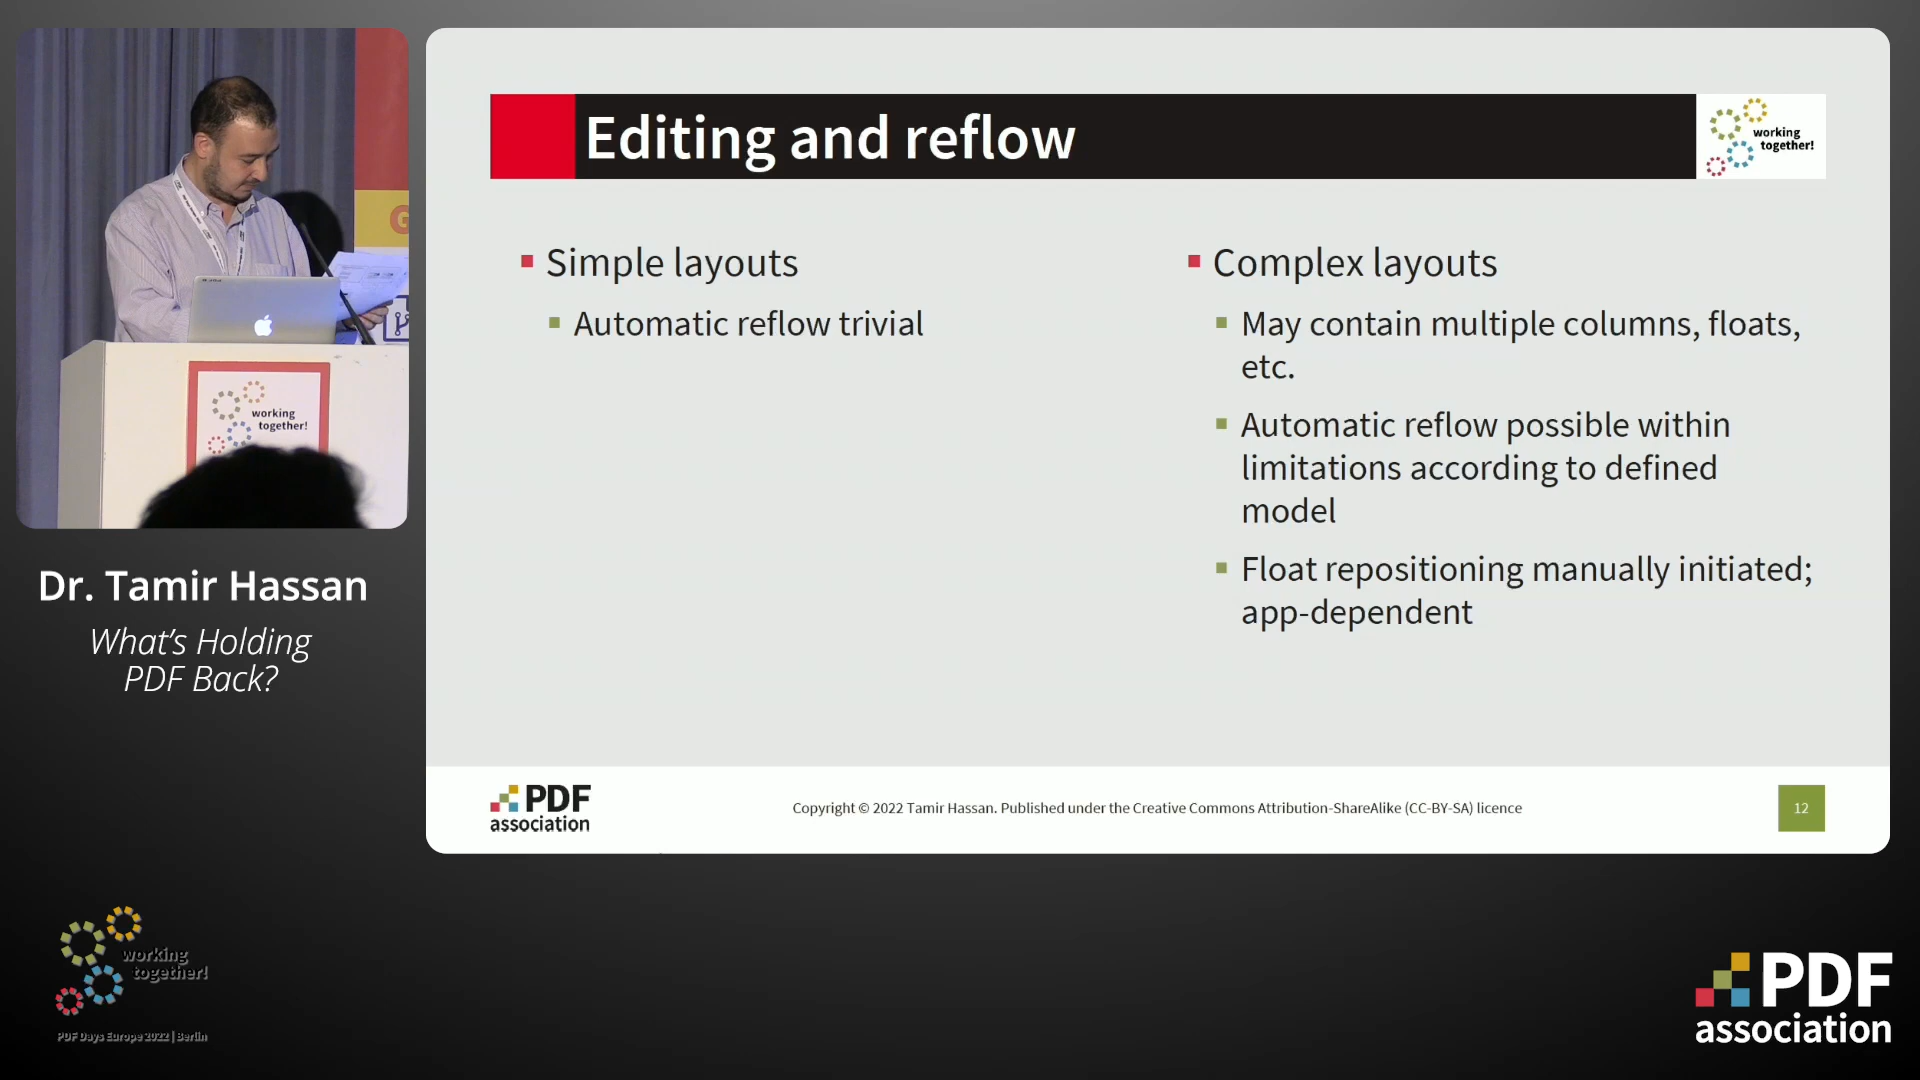 Editing and reflow
working
together!
Simple layouts
Automatic reflow trivial
Complex layouts
May contain multiple columns, floats,
etc.
Automatic reflow possible within
limitations according to defined
model
Float repositioning manually initiated;
app-dependent
PDF
association
Copyright © 2022 Tamir Hassan. Published under the Creative Commons Attribution-ShareAlike (CC-BY-SA) licence
12
G
working
together!
Dr. Tamir Hassan
What's Holding
PDF Back?
working
together!
PDF Days Europe 2022 | Berlin
PDF
association